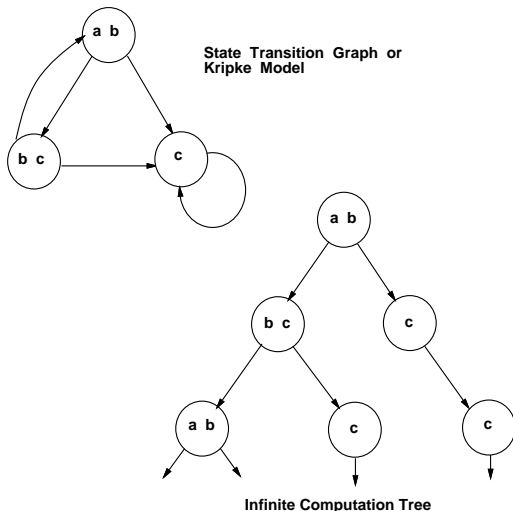 a b
State Transition Graph or
Kripke Model
b c
c
a b
b c
c
a b
c
c
Infinite Computation Tree